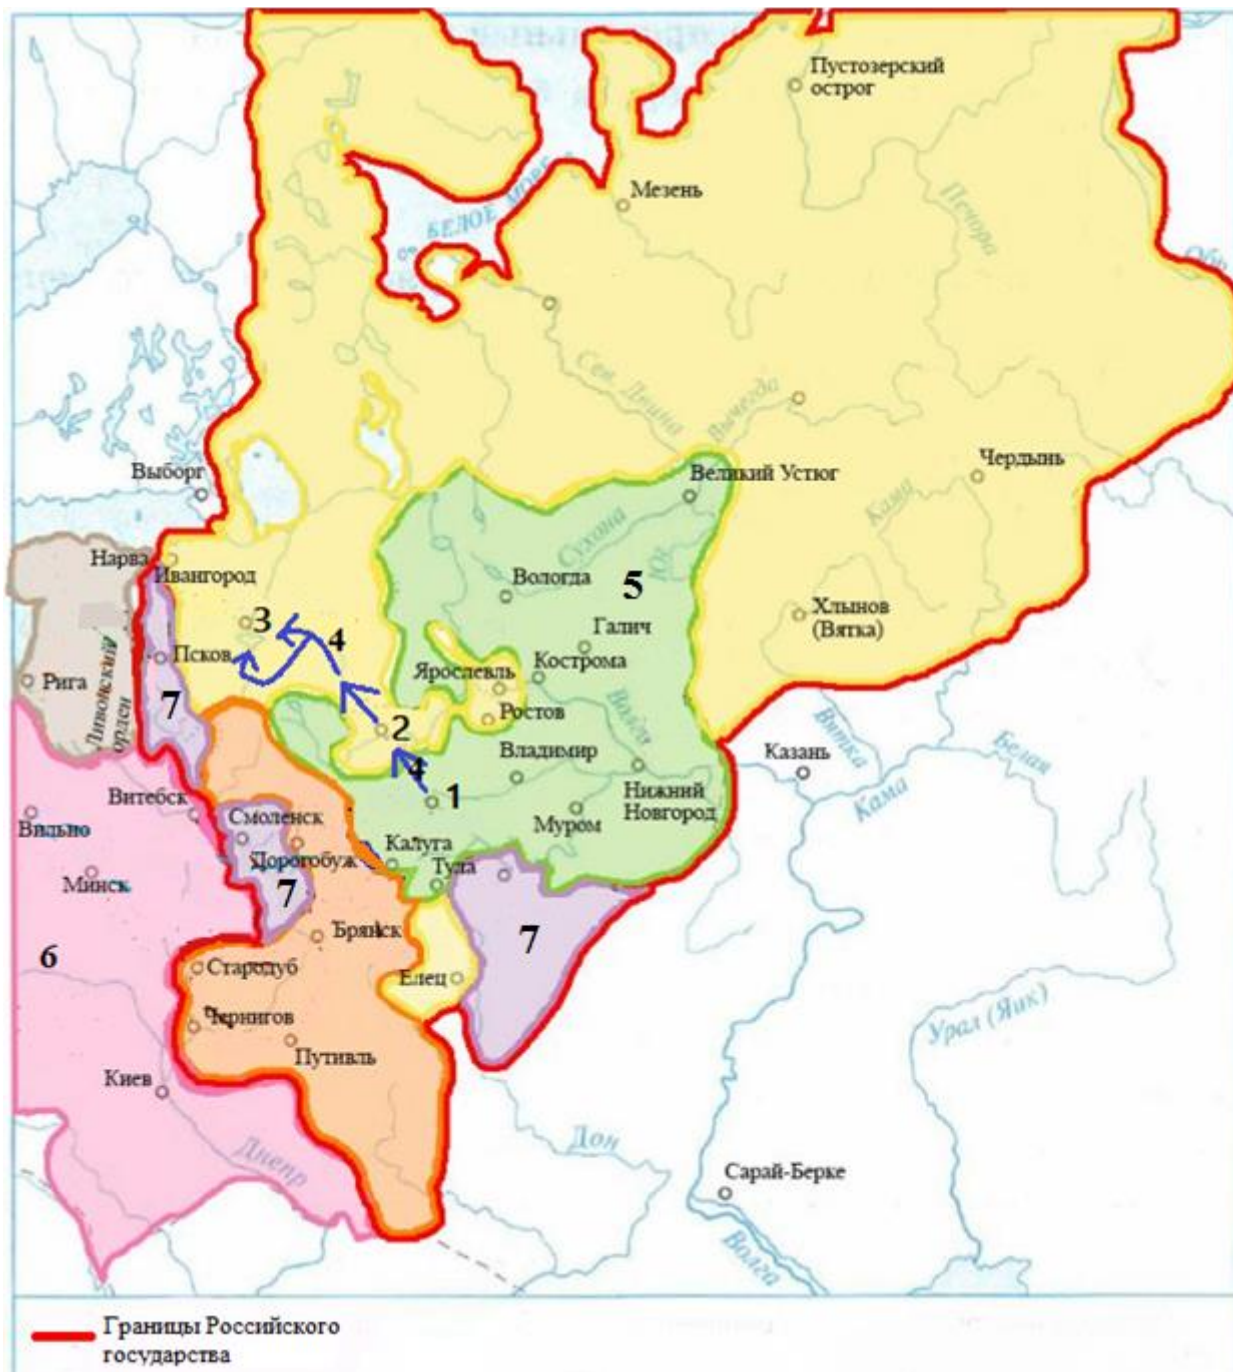 Пустозерский
острог
Мезень
БЕЛОЕ МОРЕ
Печора
Обь
Сев. Двина
Вычегда
Выборг
Великий Устюг
Чердынь
Кама
Сухона
Юг
Нарва
Ивангород
Вологда
5
3
4
Галич
Хлынов
(Вятка)
Псков
Ярославль
Кострома
Рига
Ливонский
орден
7
2
Ростов
Волга
Владимир
Казань
Вятка
Белая
4
1
Нижний
Новгород
Кама
Витебск
Вильно
Смоленск
Муром
Калуга
Дорогобуж
Тула
Минск
7
7
Брянск
6
Стародуб
Елец
Чернигов
Урал (Яик)
Путивль
Киев
Днепр
Дон
Сарай-Берке
Волга
Границы Российского
государства